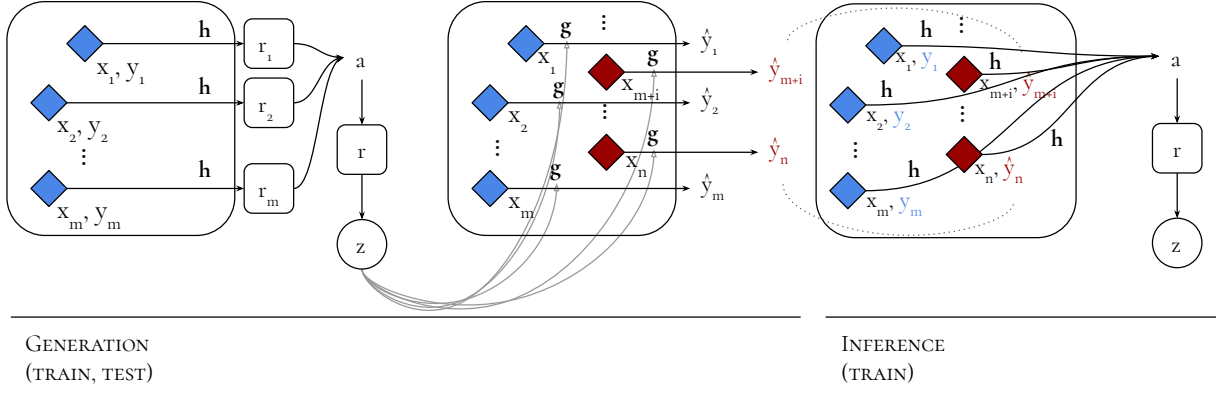 h
r₁
x₁, y₁
h
r₂
x₂, y₂
⋮
h
rₘ
xₘ, yₘ
a
r
z
⋮
g
x₁
ŷ₁
g
xₘ₊ᵢ
ŷₘ₊ᵢ
g
x₂
ŷ₂
⋮
⋮
g
xₙ
ŷₙ
g
xₘ
ŷₘ
⋮
h
x₁, y₁
h
xₘ₊ᵢ, ŷₘ₊ᵢ
h
x₂, y₂
⋮
⋮
h
xₙ, ŷₙ
h
xₘ, yₘ
a
r
z
GENERATION
(TRAIN, TEST)
INFERENCE
(TRAIN)